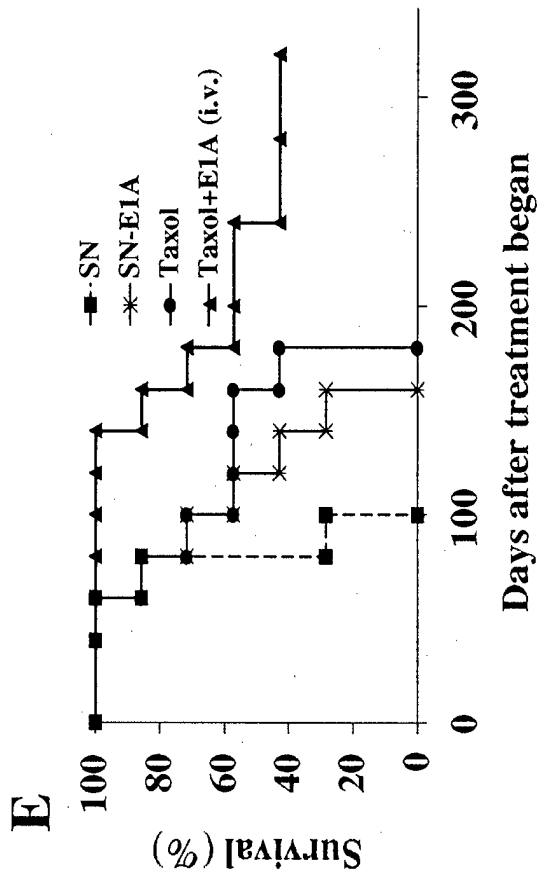 E
SN
SN-E1A
Taxol
Taxol+E1A (i.v.)
Survival (%)
100
80
60
40
20
0
0
100
200
300
Days after treatment began